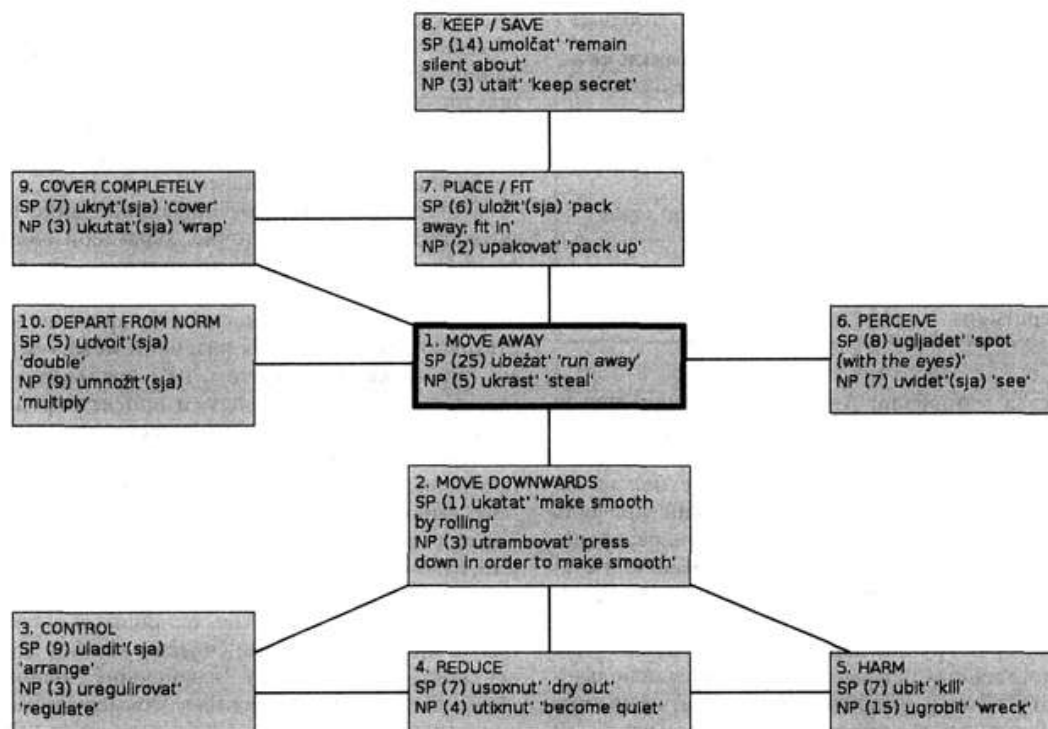 8. KEEP / SAVE
SP (14) umolčat' 'remain
silent about'
NP (3) utait' 'keep secret'
9. COVER COMPLETELY
SP (7) ukryt'(sja) 'cover'
NP (3) ukutat'(sja) 'wrap'
7. PLACE / FIT
SP (6) uložit'(sja) 'pack
away; fit in'
NP (2) upakovat' 'pack up'
10. DEPART FROM NORM
SP (5) udvoit'(sja)
'double'
NP (9) umnožit'(sja)
'multiply'
1. MOVE AWAY
SP (25) ubežat' 'run away'
NP (5) ukrast' 'steal'
6. PERCEIVE
SP (8) ugljadet' 'spot
(with the eyes)'
NP (7) uvidet'(sja) 'see'
2. MOVE DOWNWARDS
SP (1) ukatat' 'make smooth
by rolling'
NP (3) utrambovat' 'press
down in order to make smooth'
3. CONTROL
SP (9) uladit'(sja)
'arrange'
NP (3) uregulirovat'
'regulate'
4. REDUCE
SP (7) usoxnut' 'dry out'
NP (4) utixnut' 'become quiet'
5. HARM
SP (7) ubit' 'kill'
NP (15) ugrobit' 'wreck'